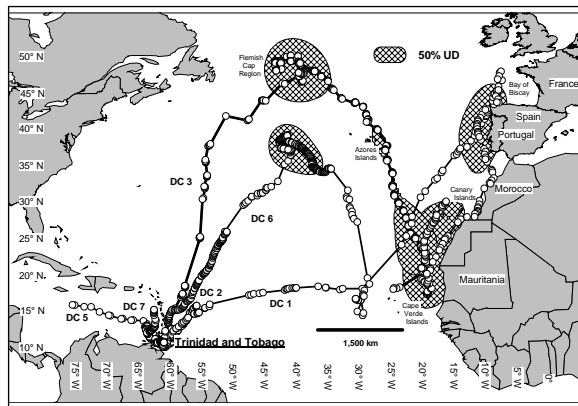 50° N
45° N
40° N
35° N
30° N
25° N
20° N
15° N
10° N
Flemish
Cap
Region
50% UD
Bay of
Biscay
France
Spain
Portugal
Azores
Islands
DC 3
Canary
Islands
Morocco
DC 6
Mauritania
DC 2
DC 1
DC 7
DC 5
Cape
Verde
Islands
Trinidad and Tobago
1,500 km
75° W
70° W
65° W
60° W
55° W
50° W
45° W
40° W
35° W
30° W
25° W
20° W
15° W
10° W
5° W
0°